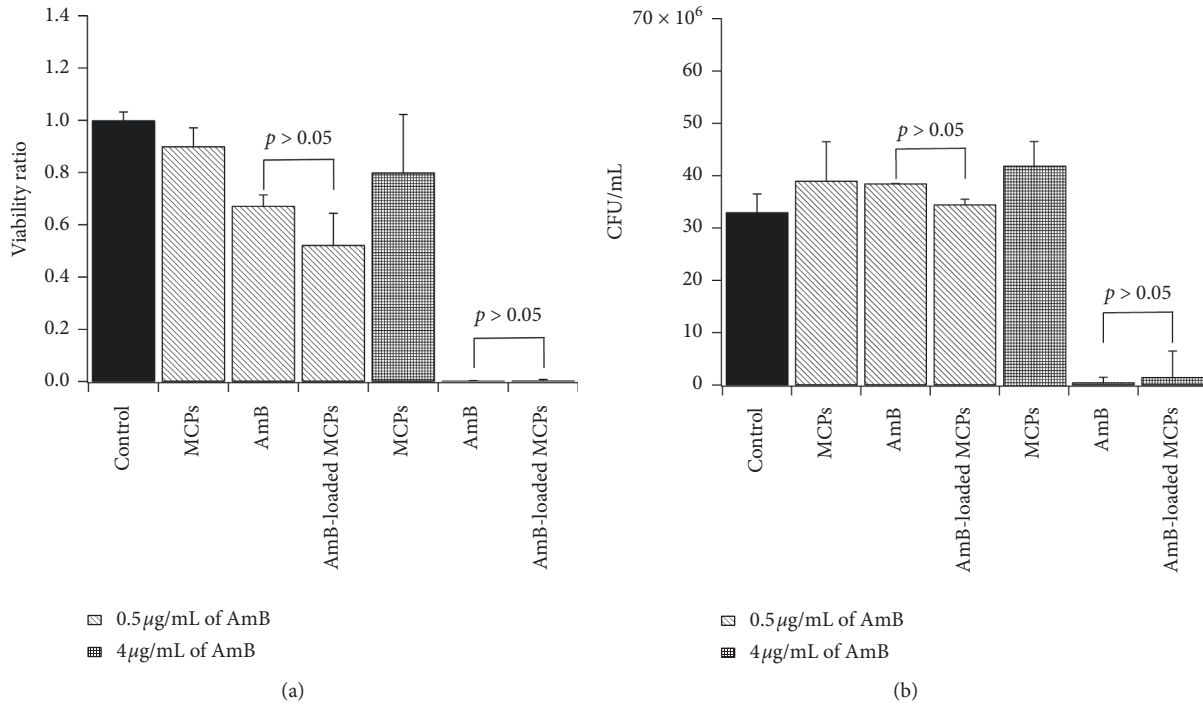 1.4
1.2
1.0
0.8
0.6
0.4
0.2
0.0
Viability ratio
p > 0.05
p > 0.05
Control
MCPs
AmB
AmB-loaded MCPs
MCPs
AmB
AmB-loaded MCPs
0.5 μg/mL of AmB
4 μg/mL of AmB
(a)
70 × 10⁶
60
50
40
30
20
10
0
CFU/mL
p > 0.05
p > 0.05
Control
MCPs
AmB
AmB-loaded MCPs
MCPs
AmB
AmB-loaded MCPs
0.5 μg/mL of AmB
4 μg/mL of AmB
(b)